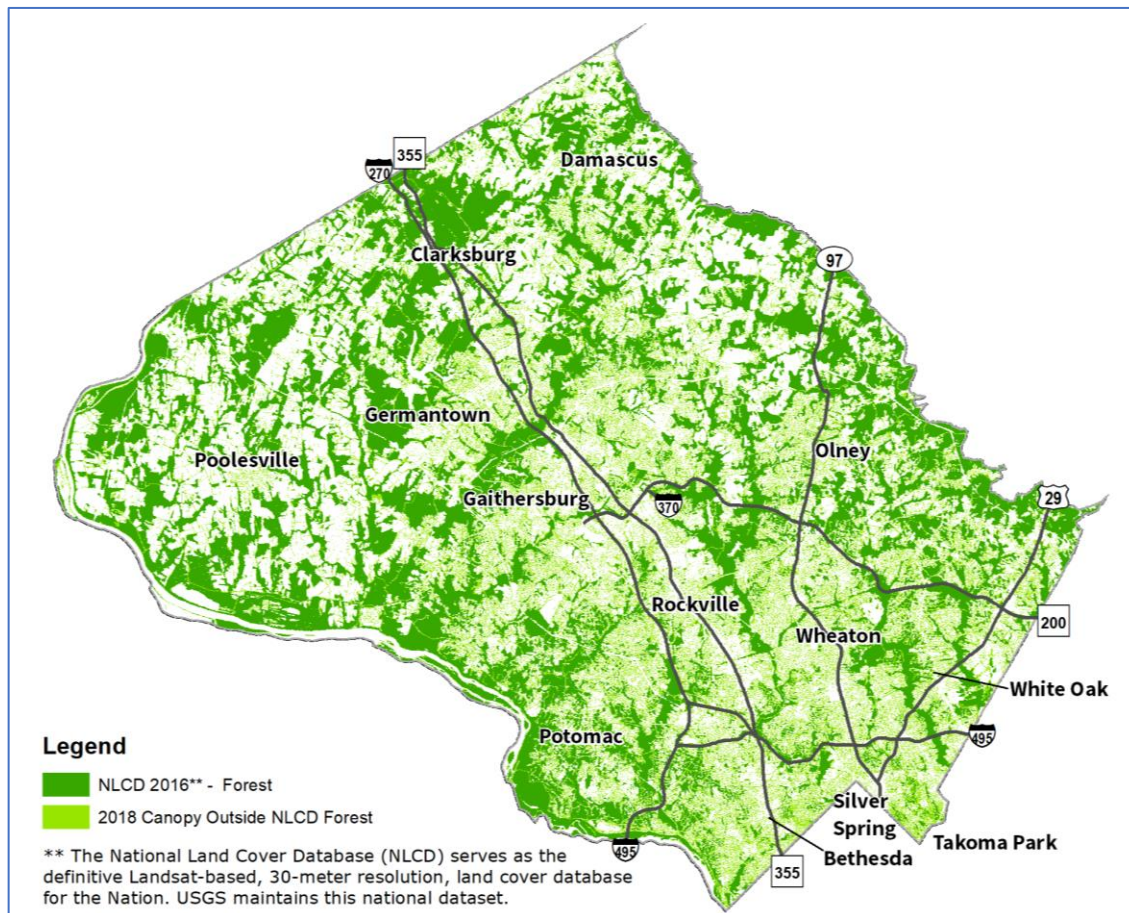 355
270
Damascus
Clarksburg
97
Germantown
Olney
Poolesville
Gaithersburg
370
29
Rockville
Wheaton
200
White Oak
Potomac
495
Legend
NLCD 2016** - Forest
2018 Canopy Outside NLCD Forest
Silver
Spring
Takoma Park
Bethesda
495
355
** The National Land Cover Database (NLCD) serves as the
definitive Landsat-based, 30-meter resolution, land cover database
for the Nation. USGS maintains this national dataset.